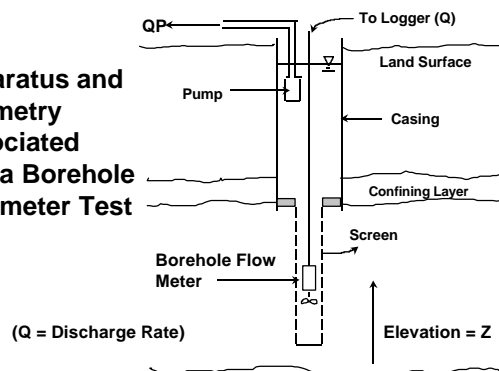 QP
To Logger (Q)
Land Surface
aratus and
metry
ociated
a Borehole
meter Test
Pump
Casing
Confining Layer
Screen
Borehole Flow
Meter
(Q = Discharge Rate)
Elevation = Z